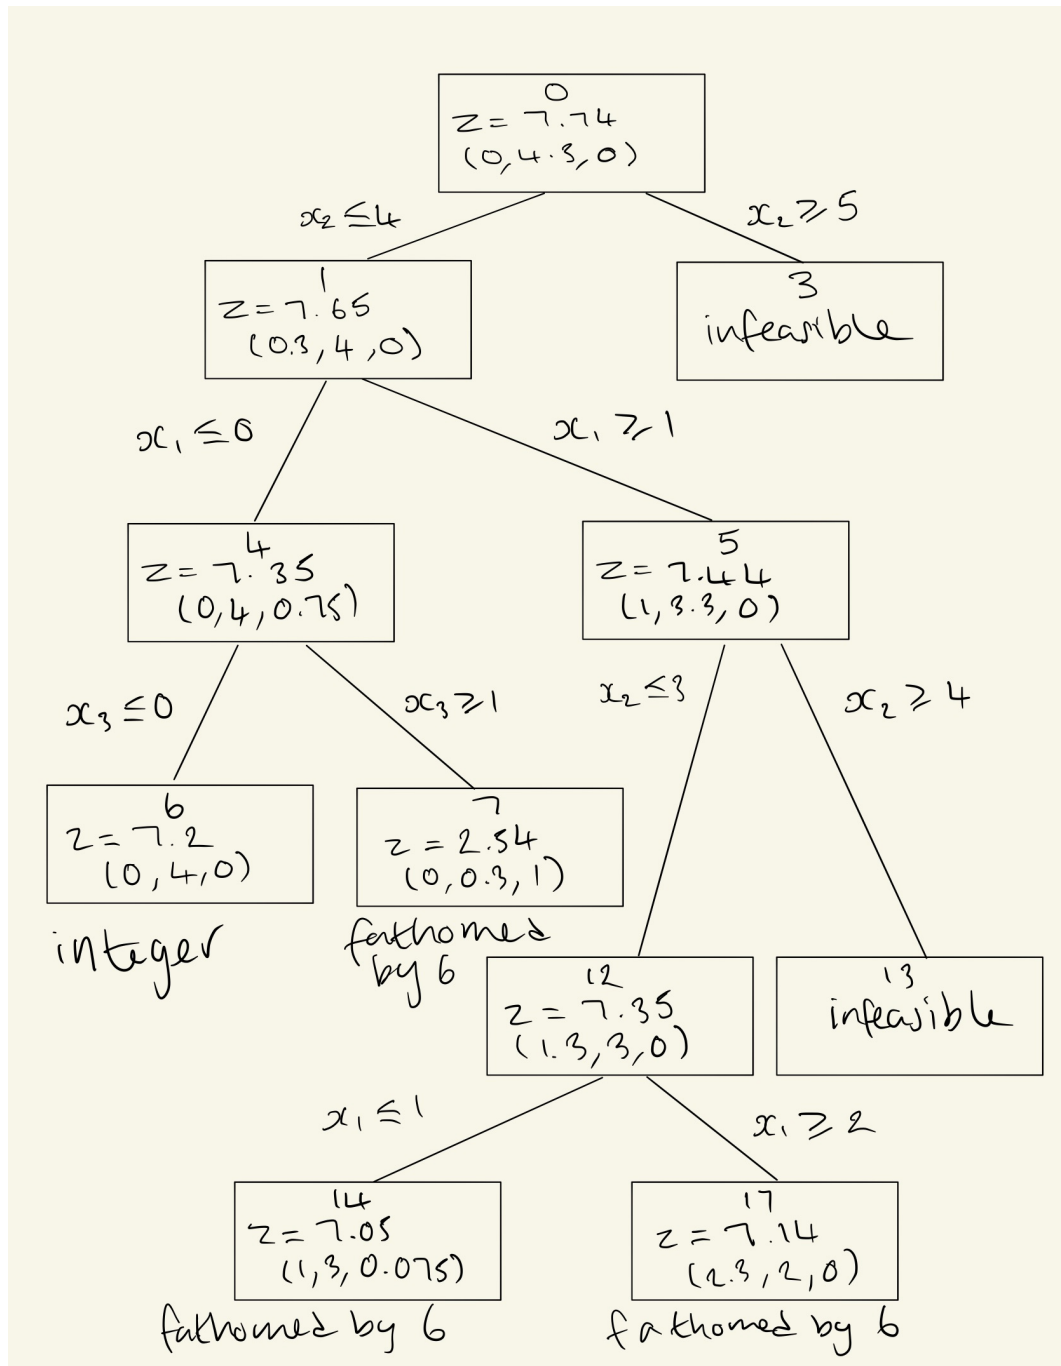 0
z = 7.74
(0, 4.3, 0)
x₂ ≤ 4
x₂ ≥ 5
1
z = 7.65
(0.3, 4, 0)
3
infeasible
x₁ ≤ 0
x₁ ≥ 1
4
z = 7.35
(0, 4, 0.75)
5
z = 7.44
(1, 3.3, 0)
x₃ ≤ 0
x₃ ≥ 1
x₂ ≤ 3
x₂ ≥ 4
6
z = 7.2
(0, 4, 0)
integer
7
z = 2.54
(0, 0.3, 1)
fathomed
by 6
12
z = 7.35
(1.3, 3, 0)
13
infeasible
x₁ ≤ 1
x₁ ≥ 2
14
z = 7.05
(1, 3, 0.075)
fathomed by 6
17
z = 7.14
(2.3, 2, 0)
fathomed by 6